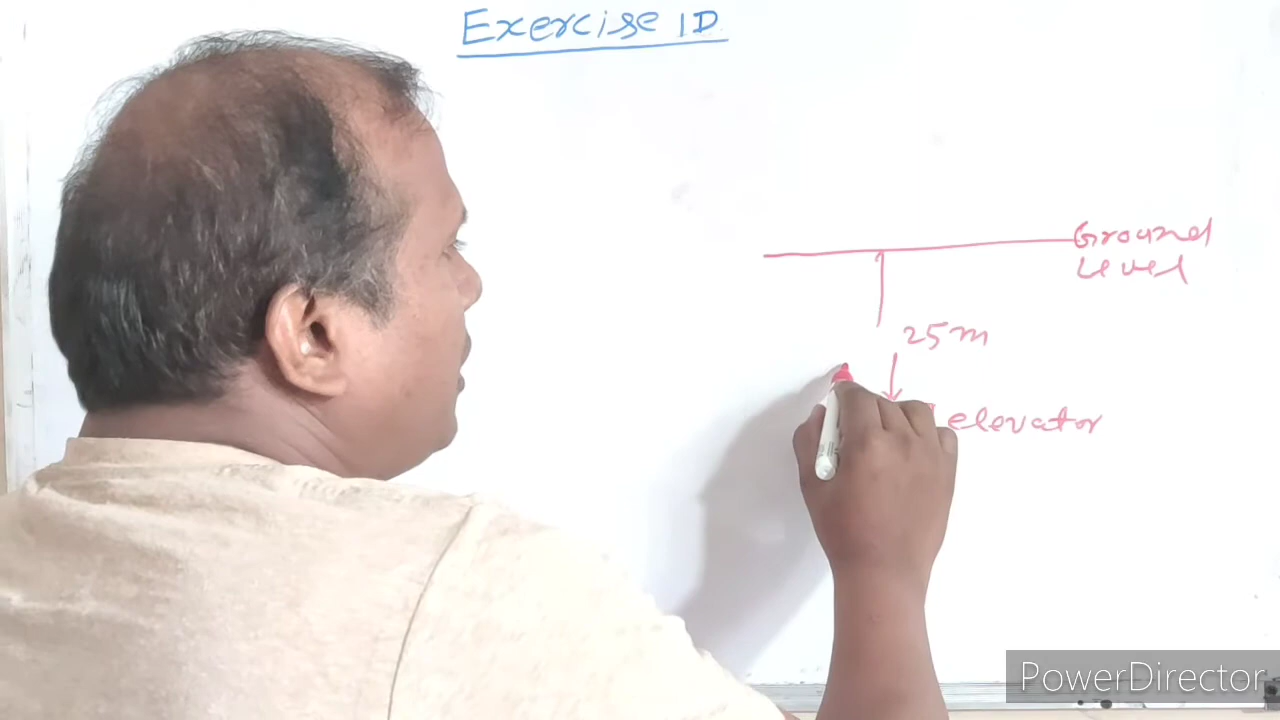 Exercise 1D
Ground
Level
25m
elevator
PowerDirector